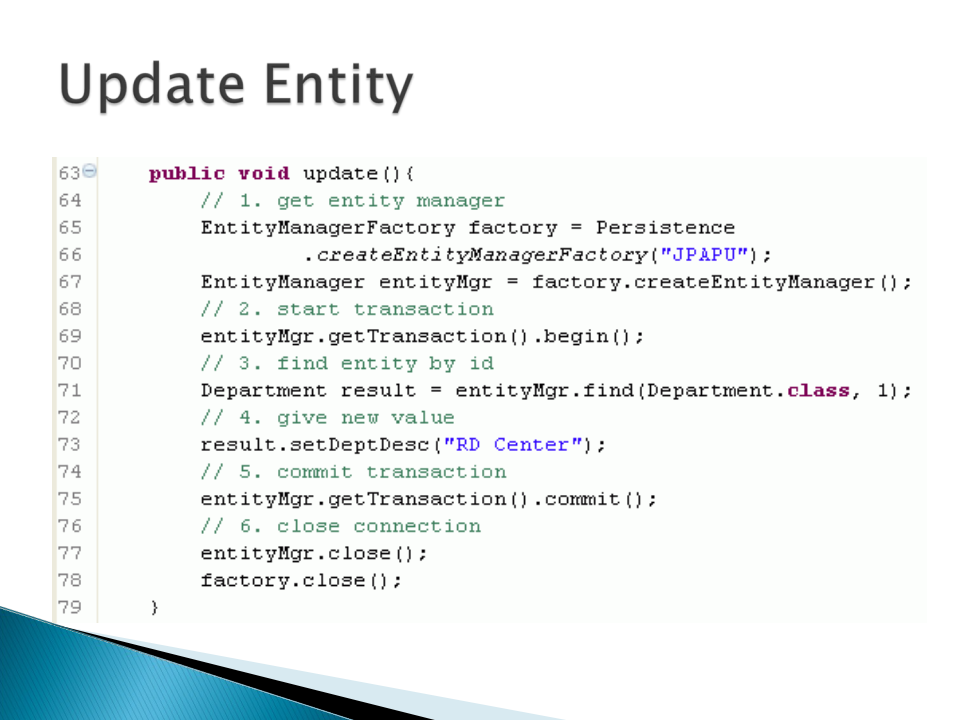 Update Entity
63 public void update(){
64 // 1. get entity manager
65 EntityManagerFactory factory = Persistence
66 .createEntityManagerFactory("JPAPU");
67 EntityManager entityMgr = factory.createEntityManager();
68 // 2. start transaction
69 entityMgr.getTransaction().begin();
70 // 3. find entity by id
71 Department result = entityMgr.find(Department.class, 1);
72 // 4. give new value
73 result.setDeptDesc("RD Center");
74 // 5. commit transaction
75 entityMgr.getTransaction().commit();
76 // 6. close connection
77 entityMgr.close();
78 factory.close();
79 }